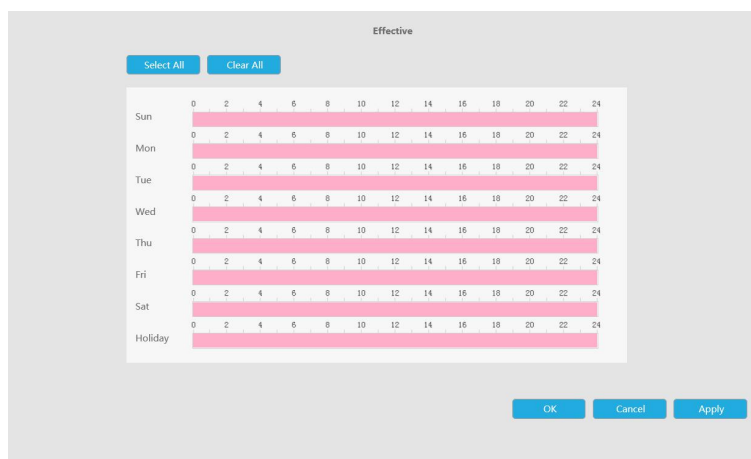 Effective
Select All Clear All
0 2 4 6 8 10 12 14 16 18 20 22 24
Sun
0 2 4 6 8 10 12 14 16 18 20 22 24
Mon
0 2 4 6 8 10 12 14 16 18 20 22 24
Tue
0 2 4 6 8 10 12 14 16 18 20 22 24
Wed
0 2 4 6 8 10 12 14 16 18 20 22 24
Thu
0 2 4 6 8 10 12 14 16 18 20 22 24
Fri
0 2 4 6 8 10 12 14 16 18 20 22 24
Sat
0 2 4 6 8 10 12 14 16 18 20 22 24
Holiday
OK Cancel Apply